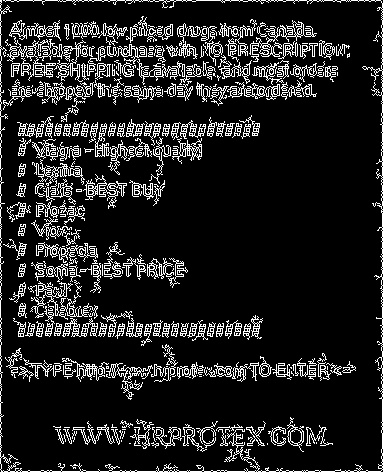 Almost 1000 low priced drugs from Canada
available for purchase with NO PRESCRIPTION,
FREE SHIPPING is available, and most orders
are shipped the same day they are ordered.
##########################
# Viagra - Highest quality
# Levitra
# Cialis - BEST BUY
# Prozac
# Vioxx
# Propecia
# Soma - BEST PRICE
# Paxil
# Celebrex
##########################
=> TYPE http://www.hrprotex.com TO ENTER <=
WWW.HRPROTEX.COM